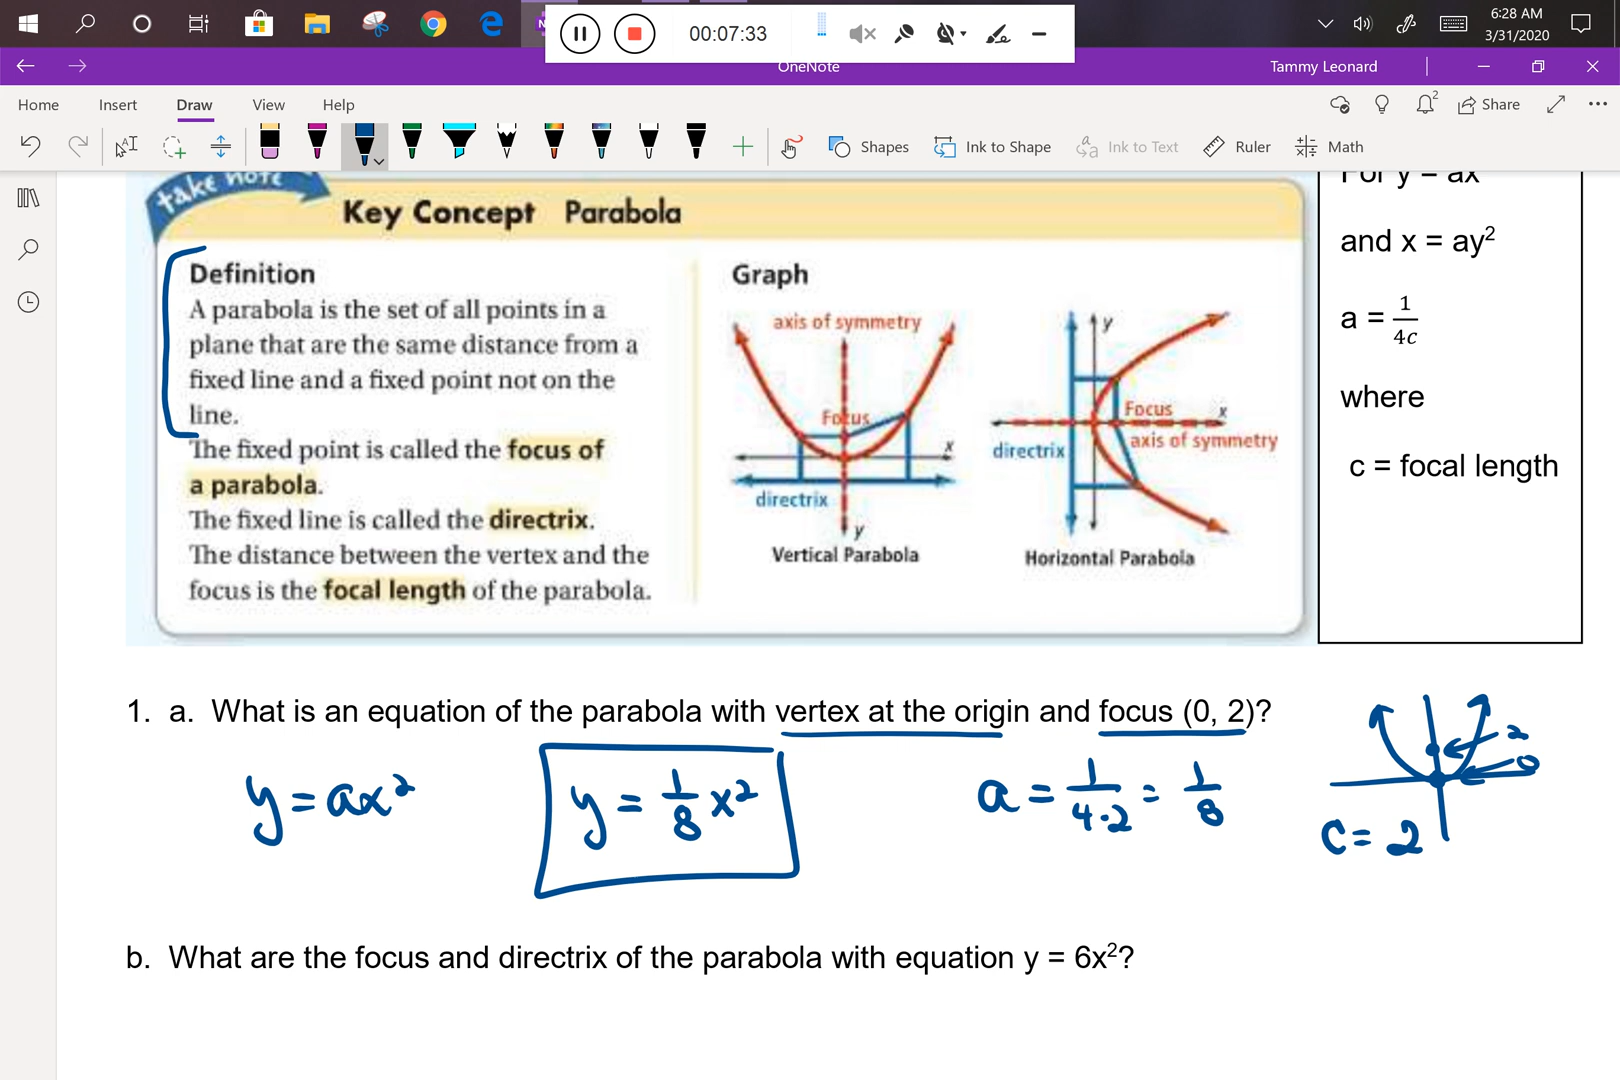 00:07:33
6:28 AM
3/31/2020
OneNote
Tammy Leonard
Home Insert Draw View Help
2
Share
Shapes
Ink to Shape
Ink to Text
Ruler
Math
take note
Key Concept Parabola
Definition
A parabola is the set of all points in a
plane that are the same distance from a
fixed line and a fixed point not on the
line.
The fixed point is called the focus of
a parabola.
The fixed line is called the directrix.
The distance between the vertex and the
focus is the focal length of the parabola.
Graph
axis of symmetry
Focus
x
directrix
y
Vertical Parabola
y
Focus
x
directrix
axis of symmetry
Horizontal Parabola
For y = ax
and x = ay²
a = 1/4c
where
c = focal length
1. a. What is an equation of the parabola with vertex at the origin and focus (0, 2)?
y = ax²
y = 1/8 x²
a = 1/4·2 = 1/8
2
0
c = 2
b. What are the focus and directrix of the parabola with equation y = 6x²?